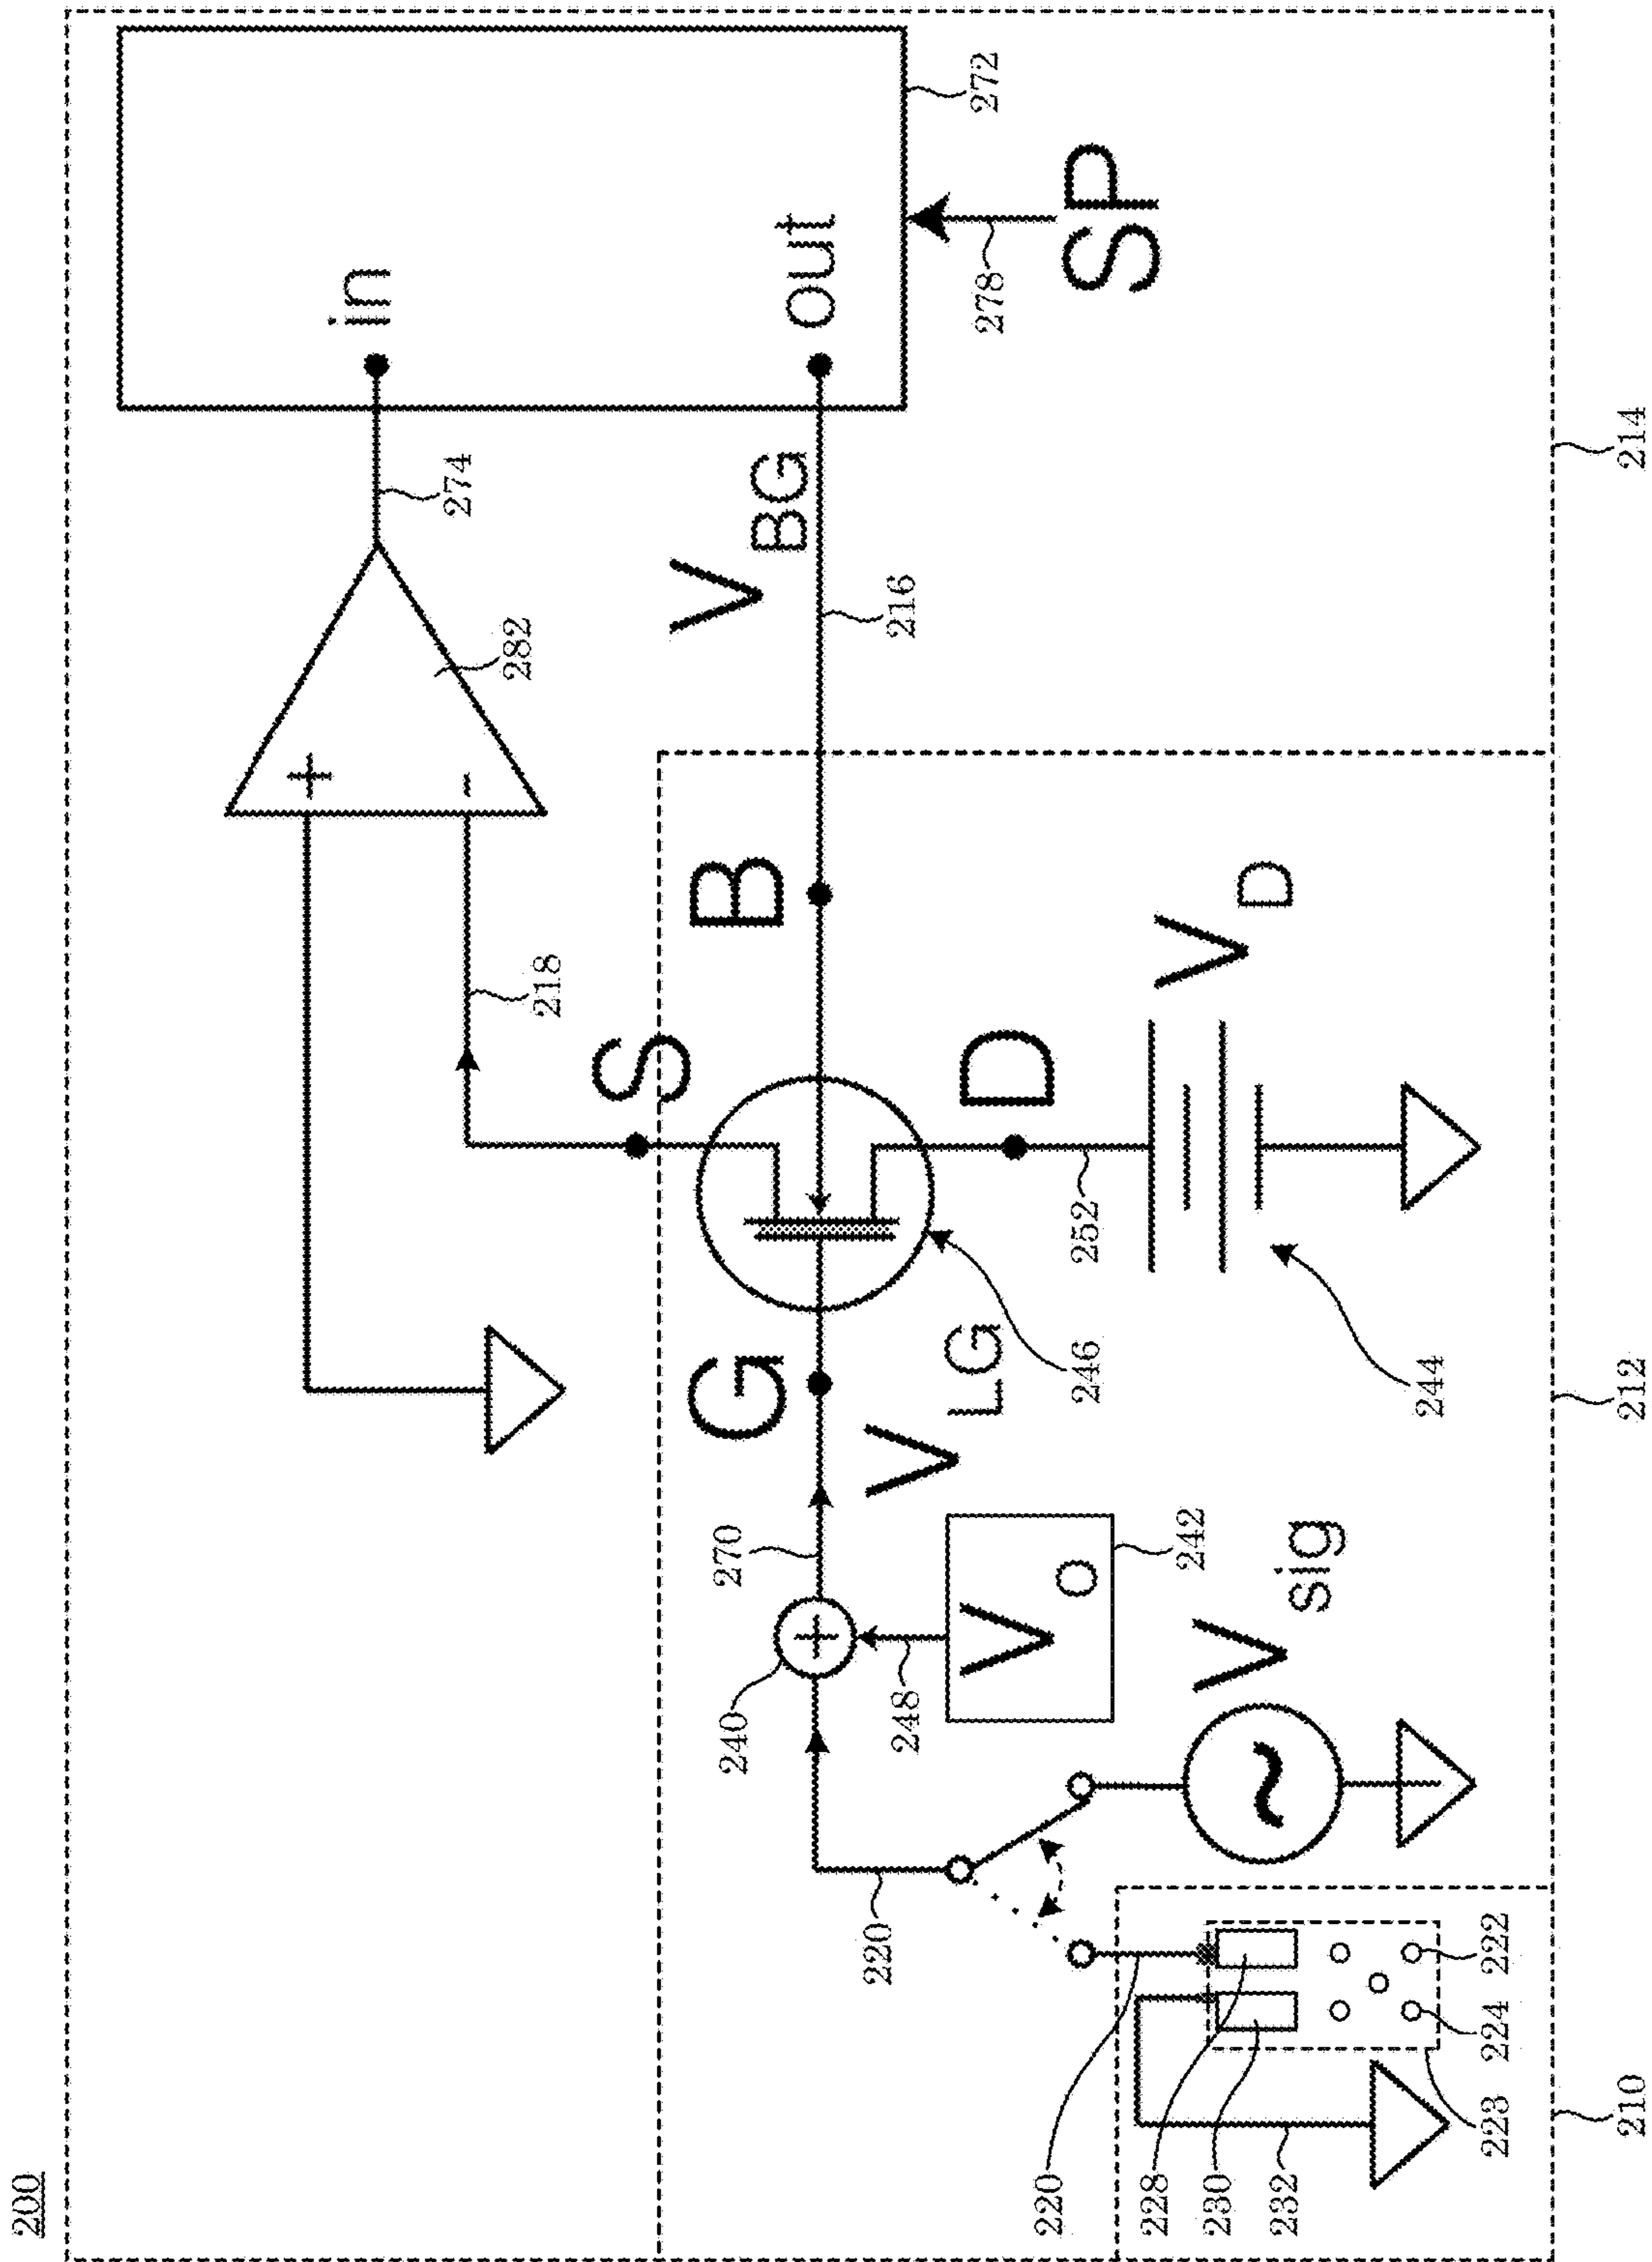 200
in
out
272
278
SP
274
V BG
216
282
+
-
218
214
S
B
G
D
252
V D
246
244
V LG
270
+
240
248
V O
242
V Sig
~
212
220
220
228
230
232
222
224
223
210